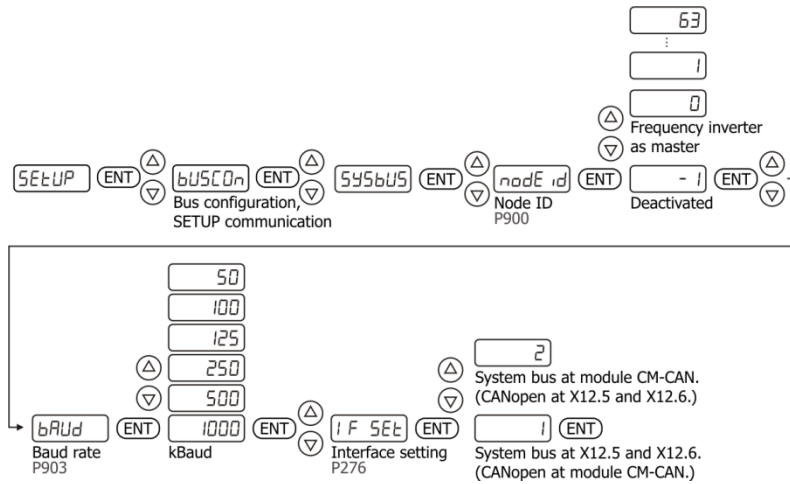 63
⋮
1
0
Frequency inverter
as master
SEtUP ENT bUSCOn ENT SYSbUS ENT nodE id ENT - 1 ENT
Bus configuration,
SETUP communication
Node ID
P900
Deactivated
50
100
125
250
500
bAUd ENT 1000 ENT I F SEt ENT
Baud rate
P903
kBaud
Interface setting
P276
2
System bus at module CM-CAN.
(CANopen at X12.5 and X12.6.)
1 ENT
System bus at X12.5 and X12.6.
(CANopen at module CM-CAN.)